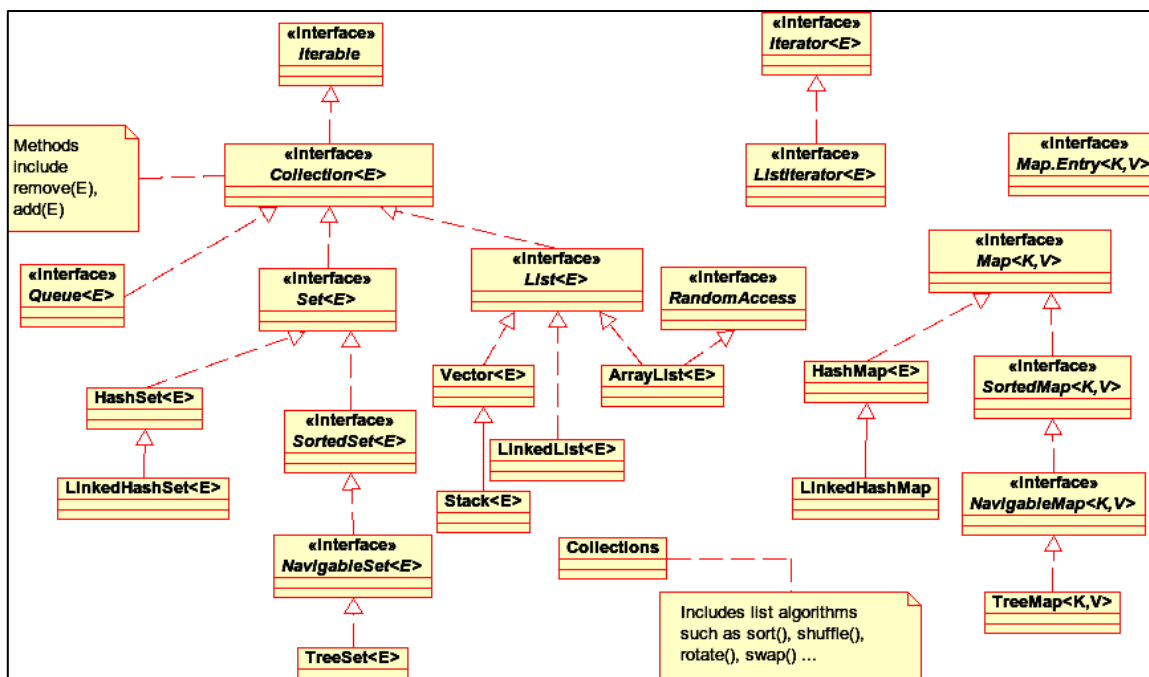 «interface»
Iterable
«interface»
Iterator<E>
Methods
include
remove(E),
add(E)
«interface»
Collection<E>
«interface»
ListIterator<E>
«interface»
Map.Entry<K,V>
«interface»
Queue<E>
«interface»
Set<E>
«interface»
List<E>
«interface»
RandomAccess
«interface»
Map<K,V>
HashSet<E>
Vector<E>
ArrayList<E>
HashMap<E>
«interface»
SortedMap<K,V>
«interface»
SortedSet<E>
LinkedList<E>
LinkedHashSet<E>
Stack<E>
LinkedHashMap
«interface»
NavigableMap<K,V>
«interface»
NavigableSet<E>
Collections
TreeMap<K,V>
Includes list algorithms
such as sort(), shuffle(),
rotate(), swap() ...
TreeSet<E>